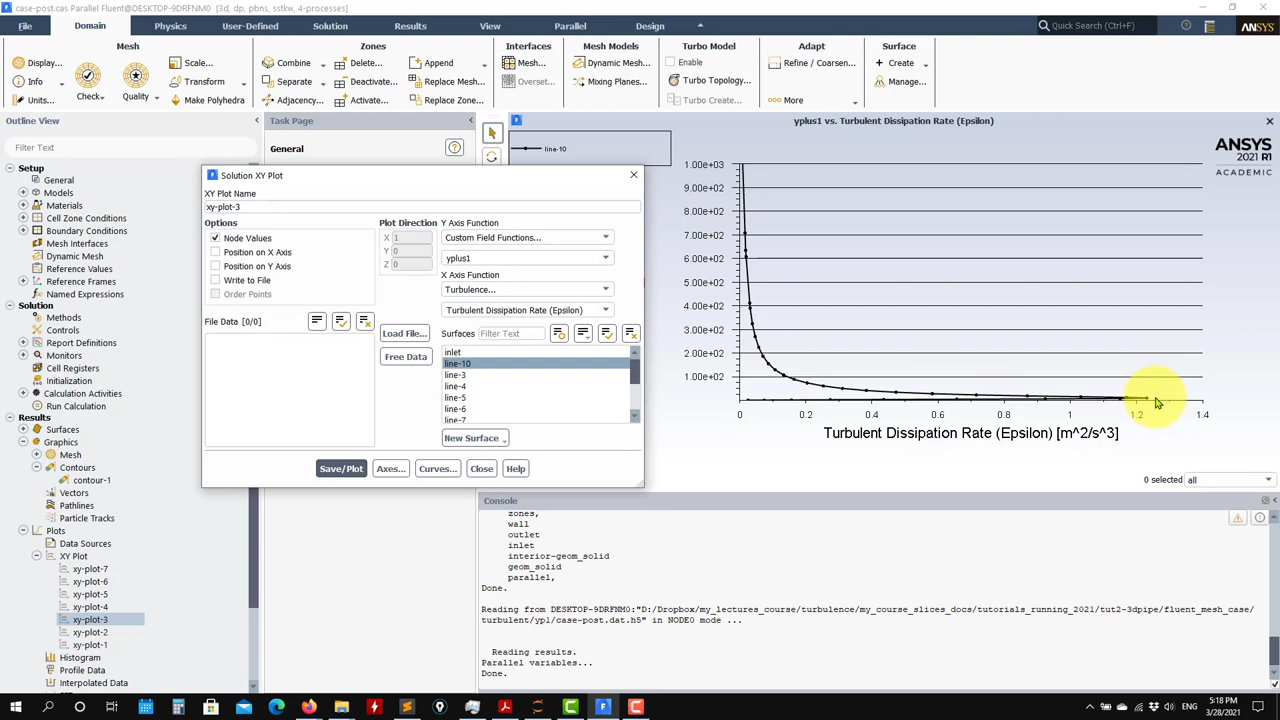 case-post.cas Parallel Fluent@DESKTOP-9DRFNM0 [3d, dp, pbns, sstkw, 4-processes]
File Domain Physics User-Defined Solution Results View Parallel Design Quick Search (Ctrl+F) ANSYS
Mesh Zones Interfaces Mesh Models Turbo Model Adapt Surface
Display... Scale... Combine Delete... Append Mesh... Dynamic Mesh... Enable Refine / Coarsen... Create
Info Check Quality Transform Separate Deactivate... Replace Mesh... Overset... Mixing Planes... Turbo Topology... Manage...
Units... Make Polyhedra Adjacency... Activate... Replace Zone... Turbo Create... More
Outline View
Filter Text
Setup
General
Models
Materials
Cell Zone Conditions
Boundary Conditions
Mesh Interfaces
Dynamic Mesh
Reference Values
Reference Frames
Named Expressions
Solution
Methods
Controls
Report Definitions
Monitors
Cell Registers
Initialization
Calculation Activities
Run Calculation
Results
Surfaces
Graphics
Mesh
Contours
contour-1
Vectors
Pathlines
Particle Tracks
Plots
Data Sources
XY Plot
xy-plot-7
xy-plot-6
xy-plot-5
xy-plot-4
xy-plot-3
xy-plot-2
xy-plot-1
Histogram
Profile Data
Interpolated Data
Task Page
General
Solution XY Plot
XY Plot Name
xy-plot-3
Options
Node Values
Position on X Axis
Position on Y Axis
Write to File
Order Points
Plot Direction
X 1
Y 0
Z 0
Y Axis Function
Custom Field Functions...
yplus1
X Axis Function
Turbulence...
Turbulent Dissipation Rate (Epsilon)
File Data [0/0]
Load File...
Free Data
Surfaces Filter Text
inlet
line-10
line-3
line-4
line-5
line-6
line-7
New Surface
Save/Plot Axes... Curves... Close Help
yplus1 vs. Turbulent Dissipation Rate (Epsilon)
line-10
ANSYS
2021 R1
ACADEMIC
1.00e+03
9.00e+02
8.00e+02
7.00e+02
6.00e+02
5.00e+02
4.00e+02
3.00e+02
2.00e+02
1.00e+02
0 0.2 0.4 0.6 0.8 1 1.2 1.4
Turbulent Dissipation Rate (Epsilon) [m^2/s^3]
0 selected all
Console
zones,
wall
outlet
inlet
interior-geom_solid
geom_solid
parallel,
Done.
Reading from DESKTOP-9DRFNM0:"D:/Dropbox/my_lectures_course/turbulence/my_course_slices_docs/tutorials_running_2021/tut2-3dpipe/fluent_mesh_case/
turbulent/yp1/case-post.dat.h5" in NODE0 mode ...
Reading results.
Parallel variables...
Done.
5:18 PM
3/28/2021